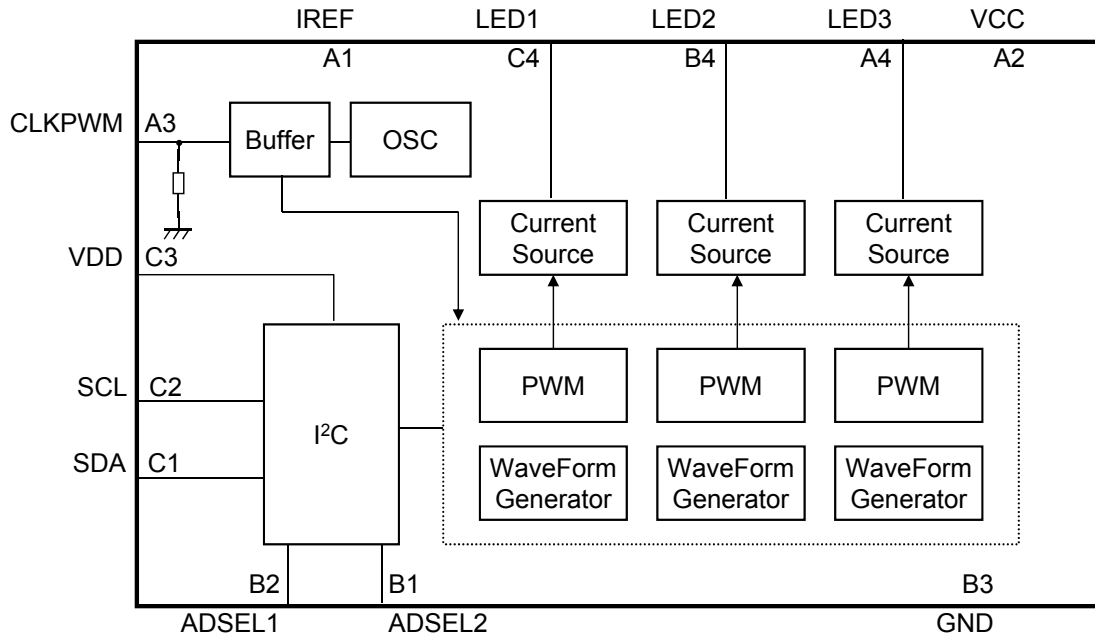 IREF LED1 LED2 LED3 VCC
A1 C4 B4 A4 A2
CLKPWM A3
Buffer OSC
Current Source Current Source Current Source
VDD C3
PWM PWM PWM
SCL C2
I²C
SDA C1
WaveForm Generator WaveForm Generator WaveForm Generator
B2 B1 B3
ADSEL1 ADSEL2 GND